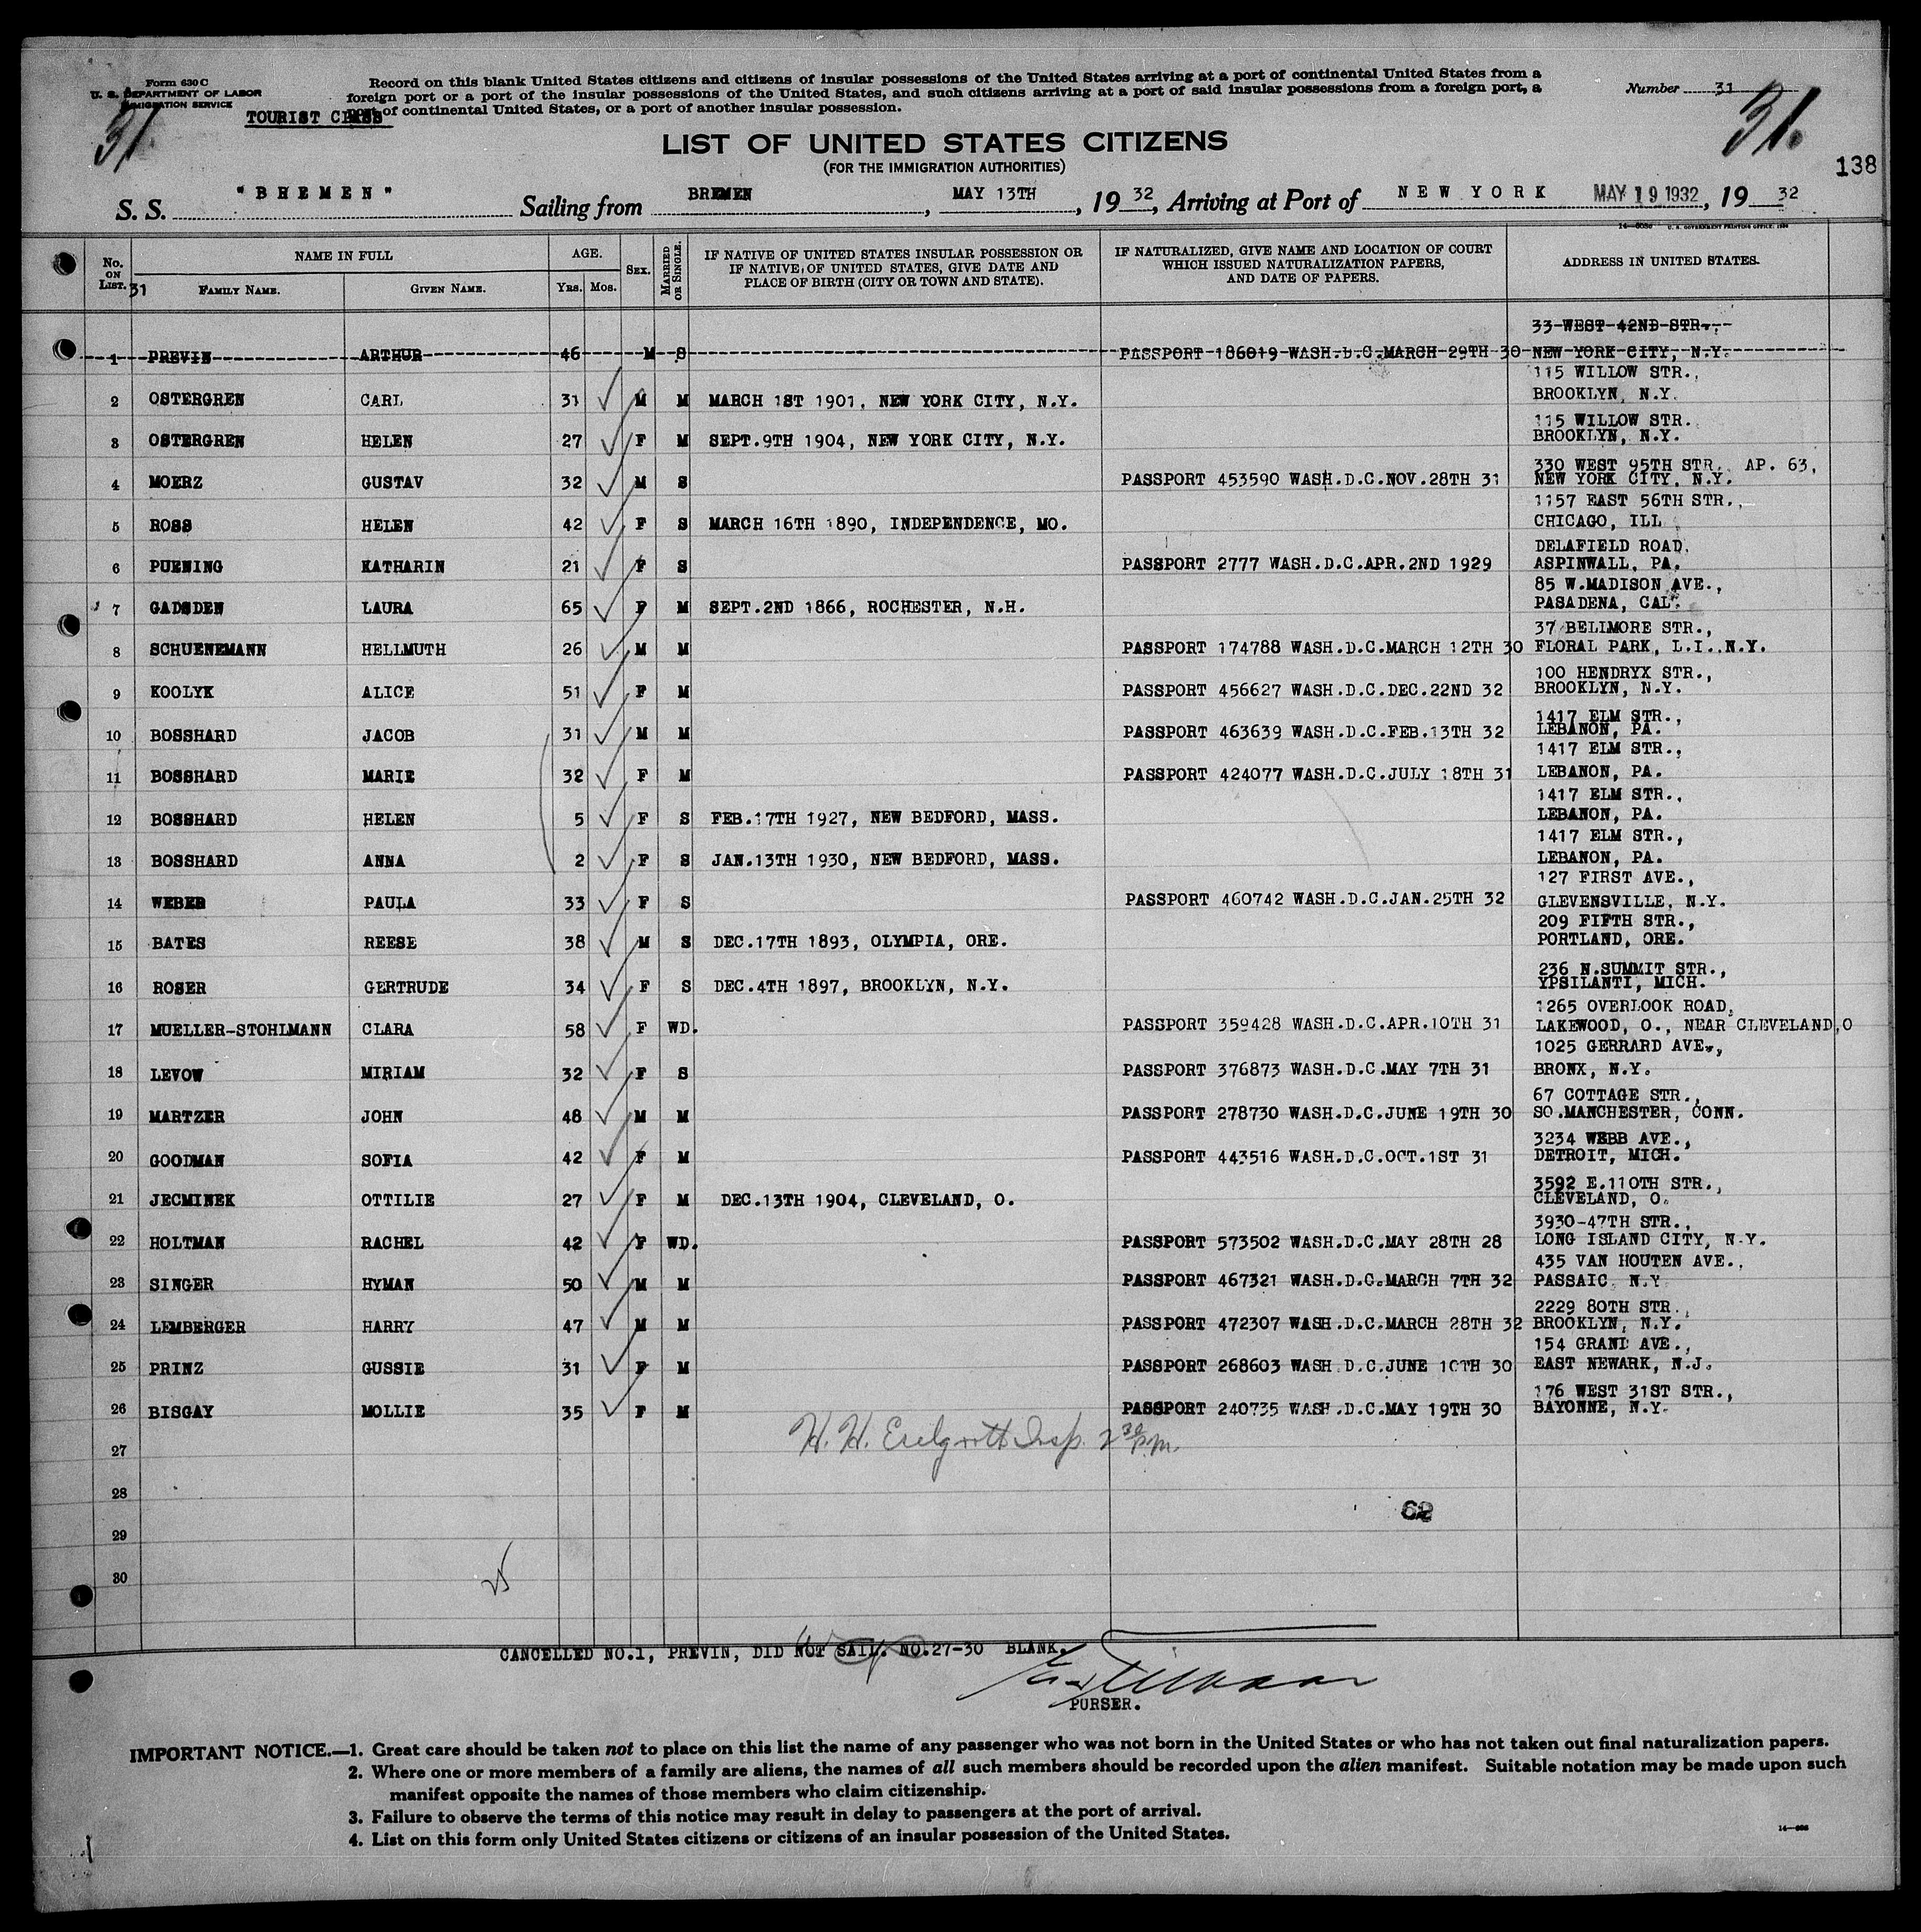 Form 630 C
U. S. DEPARTMENT OF LABOR
IMMIGRATION SERVICE
TOURIST CLASS
31
Record on this blank United States citizens and citizens of insular possessions of the United States arriving at a port of continental United States from a
foreign port or a port of the insular possessions of the United States, and such citizens arriving at a port of said insular possessions from a foreign port, a
port of continental United States, or a port of another insular possession.
Number 31
31.
LIST OF UNITED STATES CITIZENS
(FOR THE IMMIGRATION AUTHORITIES)
138
S. S. "BREMEN" Sailing from BREMEN, MAY 13TH, 1932, Arriving at Port of NEW YORK MAY 19 1932, 1932
U. S. GOVERNMENT PRINTING OFFICE
No. ON LIST. NAME IN FULL AGE. SEX. MARRIED OR SINGLE. IF NATIVE OF UNITED STATES INSULAR POSSESSION OR IF NATIVE OF UNITED STATES, GIVE DATE AND PLACE OF BIRTH (CITY OR TOWN AND STATE). IF NATURALIZED, GIVE NAME AND LOCATION OF COURT WHICH ISSUED NATURALIZATION PAPERS, AND DATE OF PAPERS. ADDRESS IN UNITED STATES.
31 FAMILY NAME. GIVEN NAME. YRS. MOS.
33 WEST 42ND STR.,
1 PREVIN ARTHUR 46 M S PASSPORT 186019 WASH.D.C.MARCH 29TH 30 NEW YORK CITY, N.Y.
115 WILLOW STR.,
2 OSTERGREN CARL 31 M M MARCH 1ST 1901, NEW YORK CITY, N.Y. BROOKLYN, N.Y.
115 WILLOW STR.
3 OSTERGREN HELEN 27 F M SEPT.9TH 1904, NEW YORK CITY, N.Y. BROOKLYN, N.Y.
330 WEST 95TH STR. AP. 63,
4 MOERZ GUSTAV 32 M S PASSPORT 453590 WASH.D.C.NOV.28TH 31 NEW YORK CITY, N.Y.
1157 EAST 56TH STR.,
5 ROSS HELEN 42 F S MARCH 16TH 1890, INDEPENDENCE, MO. CHICAGO, ILL
DELAFIELD ROAD,
6 PUENING KATHARIN 21 F S PASSPORT 2777 WASH.D.C.APR.2ND 1929 ASPINWALL, PA.
85 W.MADISON AVE.,
7 GADSDEN LAURA 65 F M SEPT.2ND 1866, ROCHESTER, N.H. PASADENA, CAL.
37 BELLMORE STR.,
8 SCHUENEMANN HELLMUTH 26 M M PASSPORT 174788 WASH.D.C.MARCH 12TH 30 FLORAL PARK, L.I.,N.Y.
100 HENDRYX STR.,
9 KOOLYK ALICE 51 F M PASSPORT 456627 WASH.D.C.DEC.22ND 32 BROOKLYN, N.Y.
1417 ELM STR.,
10 BOSSHARD JACOB 31 M M PASSPORT 463639 WASH.D.C.FEB.13TH 32 LEBANON, PA.
1417 ELM STR.,
11 BOSSHARD MARIE 32 F M PASSPORT 424077 WASH.D.C.JULY 18TH 31 LEBANON, PA.
1417 ELM STR.,
12 BOSSHARD HELEN 5 F S FEB.17TH 1927, NEW BEDFORD, MASS. LEBANON, PA.
1417 ELM STR.,
13 BOSSHARD ANNA 2 F S JAN.13TH 1930, NEW BEDFORD, MASS. LEBANON, PA.
127 FIRST AVE.,
14 WEBER PAULA 33 F S PASSPORT 460742 WASH.D.C.JAN.25TH 32 GLEVENSVILLE, N.Y.
209 FIFTH STR.,
15 BATES REESE 38 M S DEC.17TH 1893, OLYMPIA, ORE. PORTLAND, ORE.
236 N.SUMMIT STR.,
16 ROSER GERTRUDE 34 F S DEC.4TH 1897, BROOKLYN, N.Y. YPSILANTI, MICH.
1265 OVERLOOK ROAD,
17 MUELLER-STOHLMANN CLARA 58 F WD. PASSPORT 359428 WASH.D.C.APR.10TH 31 LAKEWOOD, O., NEAR CLEVELAND,O
1025 GERRARD AVE.,
18 LEVOW MIRIAM 32 F S PASSPORT 376873 WASH.D.C.MAY 7TH 31 BRONX, N.Y.
67 COTTAGE STR.,
19 MARTZER JOHN 48 M M PASSPORT 278730 WASH.D.C.JUNE 19TH 30 SO.MANCHESTER, CONN.
3234 WEBB AVE.,
20 GOODMAN SOFIA 42 F M PASSPORT 443516 WASH.D.C.OCT.1ST 31 DETROIT, MICH.
3592 E.110TH STR.,
21 JECMINEK OTTILIE 27 F M DEC.13TH 1904, CLEVELAND, O. CLEVELAND, O.
3930-47TH STR.,
22 HOLTMAN RACHEL 42 F WD. PASSPORT 573502 WASH.D.C.MAY 28TH 28 LONG ISLAND CITY, N.Y.
435 VAN HOUTEN AVE.,
23 SINGER HYMAN 50 M M PASSPORT 467321 WASH.D.C.MARCH 7TH 32 PASSAIC, N.Y
2229 80TH STR.,
24 LEMBERGER HARRY 47 M M PASSPORT 472307 WASH.D.C.MARCH 28TH 32 BROOKLYN, N.Y.
154 GRAND AVE.,
25 PRINZ GUSSIE 31 F M PASSPORT 268603 WASH.D.C.JUNE 10TH 30 EAST NEWARK, N.J.
176 WEST 31ST STR.,
26 BISGAY MOLLIE 35 F M PASSPORT 240735 WASH.D.C.MAY 19TH 30 BAYONNE, N.Y.
H. H. Insp. 2 30 p.m.
27
28
62
29
30
25
CANCELLED NO.1, PREVIN, DID NOT SAIL. NO.27-30 BLANK.
PURSER.
IMPORTANT NOTICE.—1. Great care should be taken not to place on this list the name of any passenger who was not born in the United States or who has not taken out final naturalization papers.
2. Where one or more members of a family are aliens, the names of all such members should be recorded upon the alien manifest. Suitable notation may be made upon such
manifest opposite the names of those members who claim citizenship.
3. Failure to observe the terms of this notice may result in delay to passengers at the port of arrival.
4. List on this form only United States citizens or citizens of an insular possession of the United States.